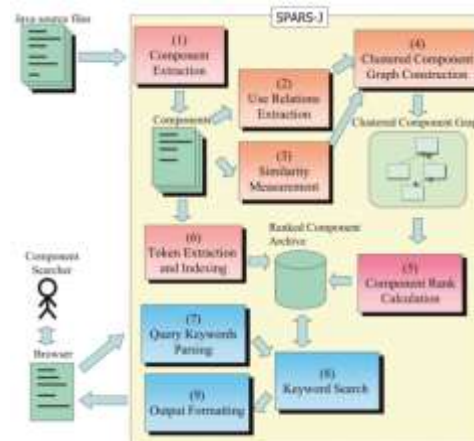 SPARS-J
Java source files
(1)
Component
Extraction
(4)
Clustered Component
Graph Construction
(2)
Use Relations
Extraction
Components
Clustered Component Grap
(3)
Similarity
Measurement
Ranked Component
Archive
(6)
Token Extraction
and Indexing
(5)
Component Rank
Calculation
Component
Searcher
(7)
Query Keywords
Parsing
Browser
(8)
Keyword Search
(9)
Output Formatting